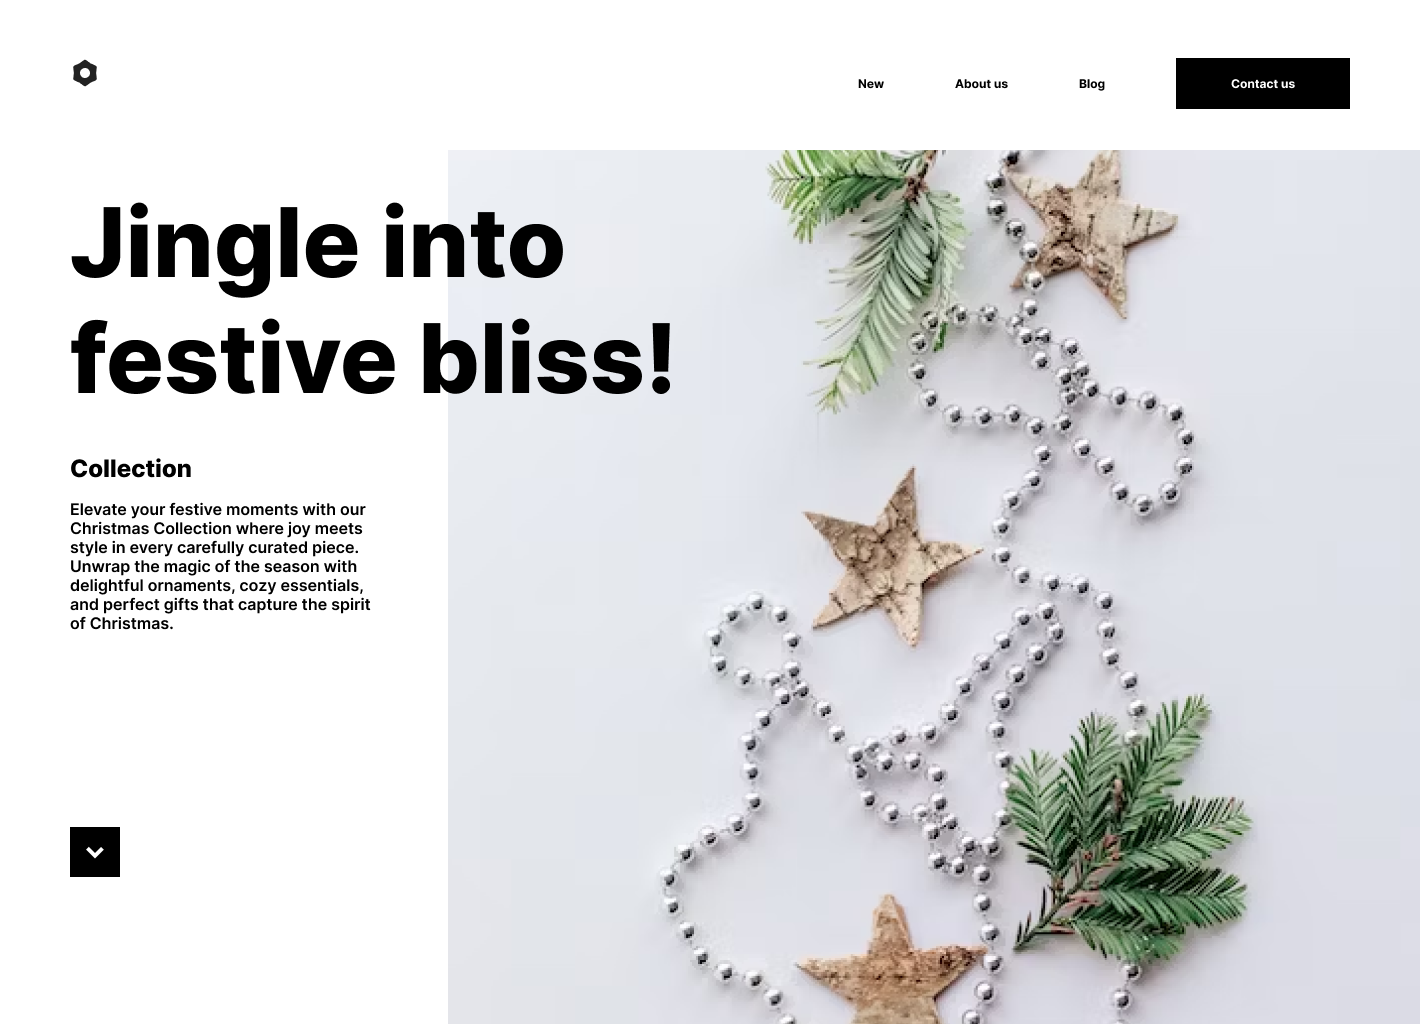 New
About us
Blog
Contact us
Jingle into
festive bliss!
Collection
Elevate your festive moments with our
Christmas Collection where joy meets
style in every carefully curated piece.
Unwrap the magic of the season with
delightful ornaments, cozy essentials,
and perfect gifts that capture the spirit
of Christmas.